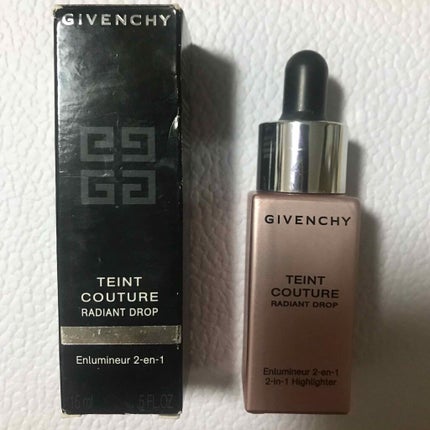 GIVENCHY
TEINT
COUTURE
RADIANT DROP
Enlumineur 2-en-1
15 ml .5 FL OZ
GIVENCHY
TEINT
COUTURE
RADIANT DROP
Enlumineur 2-en-1
2-in-1 Highlighter